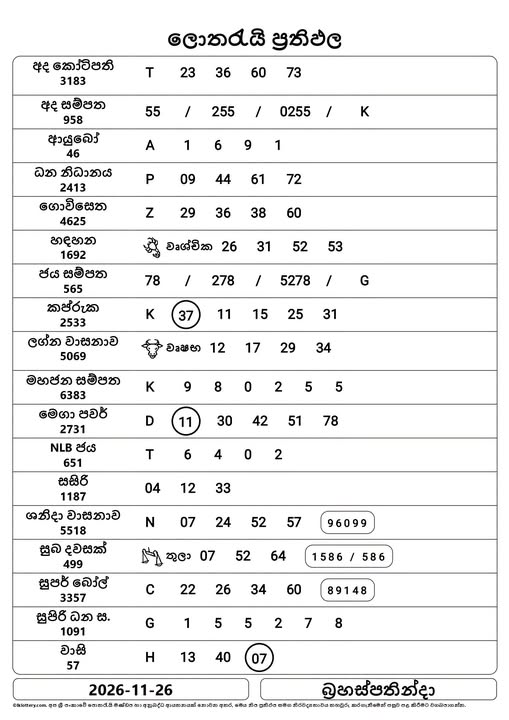 ලොතරැයි ප්‍රතිඵල
අද කෝටිපති
3183
T 23 36 60 73
අද සම්පත
958
55 / 255 / 0255 / K
ආයුබෝ
46
A 1 6 9 1
ධන නිධානය
2413
P 09 44 61 72
ගොවිසෙත
4625
Z 29 36 38 60
හඳහන
1692
වෘශ්චික 26 31 52 53
ජය සම්පත
565
78 / 278 / 5278 / G
කප්රුක
2533
K 37 11 15 25 31
ලග්න වාසනාව
5069
වෘෂභ 12 17 29 34
මහජන සම්පත
6383
K 9 8 0 2 5 5
මෙගා පවර්
2731
D 11 30 42 51 78
NLB ජය
651
T 6 4 0 2
සසිරි
1187
04 12 33
ශනිදා වාසනාව
5518
N 07 24 52 57 96099
සුබ දවසක්
499
තුලා 07 52 64 1586 / 586
සුපර් බෝල්
3357
C 22 26 34 60 89148
සුපිරි ධන ස.
1091
G 1 5 5 2 7 8
වාසි
57
H 13 40 07
2026-11-26 බ්‍රහස්පතින්දා